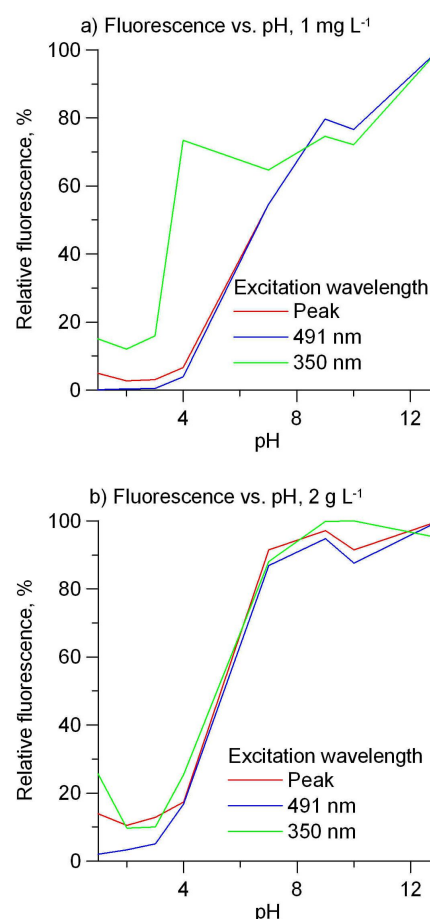 a) Fluorescence vs. pH, 1 mg L⁻¹
100
80
60
40
20
0
Relative fluorescence, %
Excitation wavelength
Peak
491 nm
350 nm
4
8
12
pH
b) Fluorescence vs. pH, 2 g L⁻¹
100
80
60
40
20
0
Relative fluorescence, %
Excitation wavelength
Peak
491 nm
350 nm
4
8
12
pH